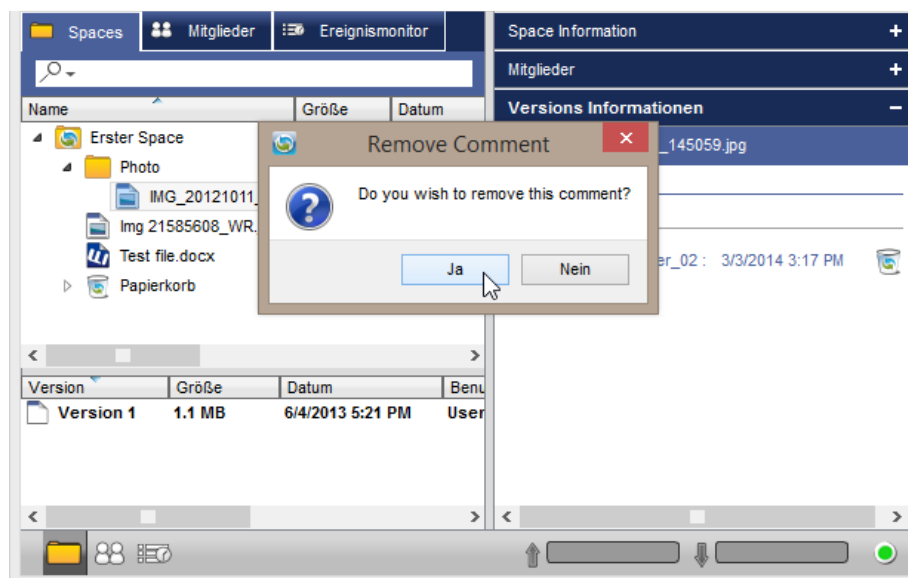 Spaces Mitglieder Ereignismonitor
Name Größe Datum
Erster Space
Photo
IMG_20121011_
Img 21585608_WR.
Test file.docx
Papierkorb
Version Größe Datum Benu
Version 1 1.1 MB 6/4/2013 5:21 PM User
Remove Comment
Do you wish to remove this comment?
Ja Nein
Space Information
Mitglieder
Versions Informationen
_145059.jpg
er_02 : 3/3/2014 3:17 PM